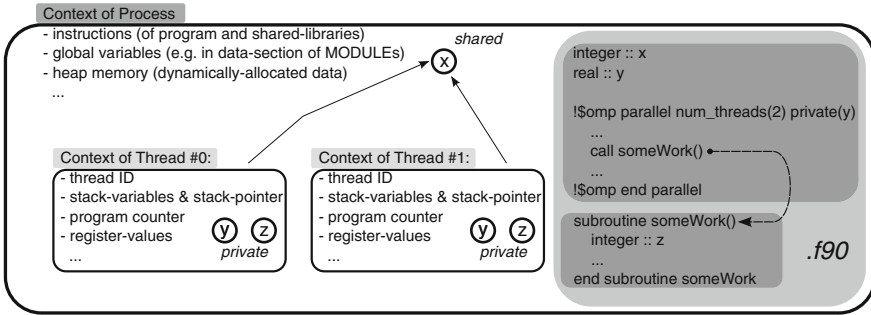 Context of Process
- instructions (of program and shared-libraries)
- global variables (e.g. in data-section of MODULES)
- heap memory (dynamically-allocated data)
...
shared
x
Context of Thread #0:
- thread ID
- stack-variables & stack-pointer
- program counter
- register-values
...
y z
private
Context of Thread #1:
- thread ID
- stack-variables & stack-pointer
- program counter
- register-values
...
y z
private
integer :: x
real :: y
!$omp parallel num_threads(2) private(y)
...
call someWork()
...
!$omp end parallel
subroutine someWork()
integer :: z
...
end subroutine someWork
.f90